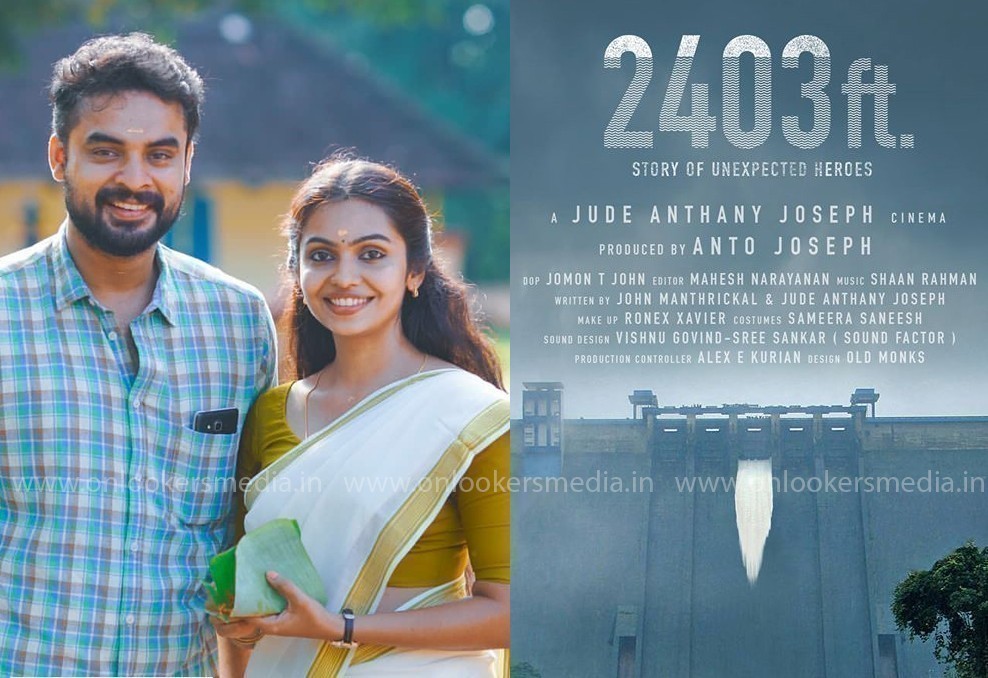 2403ft.
STORY OF UNEXPECTED HEROES
A JUDE ANTHANY JOSEPH CINEMA
PRODUCED BY ANTO JOSEPH
DOP JOMON T JOHN EDITOR MAHESH NARAYANAN MUSIC SHAAN RAHMAN
WRITTEN BY JOHN MANTHRICKAL & JUDE ANTHANY JOSEPH
MAKE UP RONEX XAVIER COSTUMES SAMEERA SANEESH
SOUND DESIGN VISHNU GOVIND-SREE SANKAR ( SOUND FACTOR )
PRODUCTION CONTROLLER ALEX E KURIAN DESIGN OLD MONKS
www.onlookersmedia.in www.onlookersmedia.in www.onlookersmedia.in